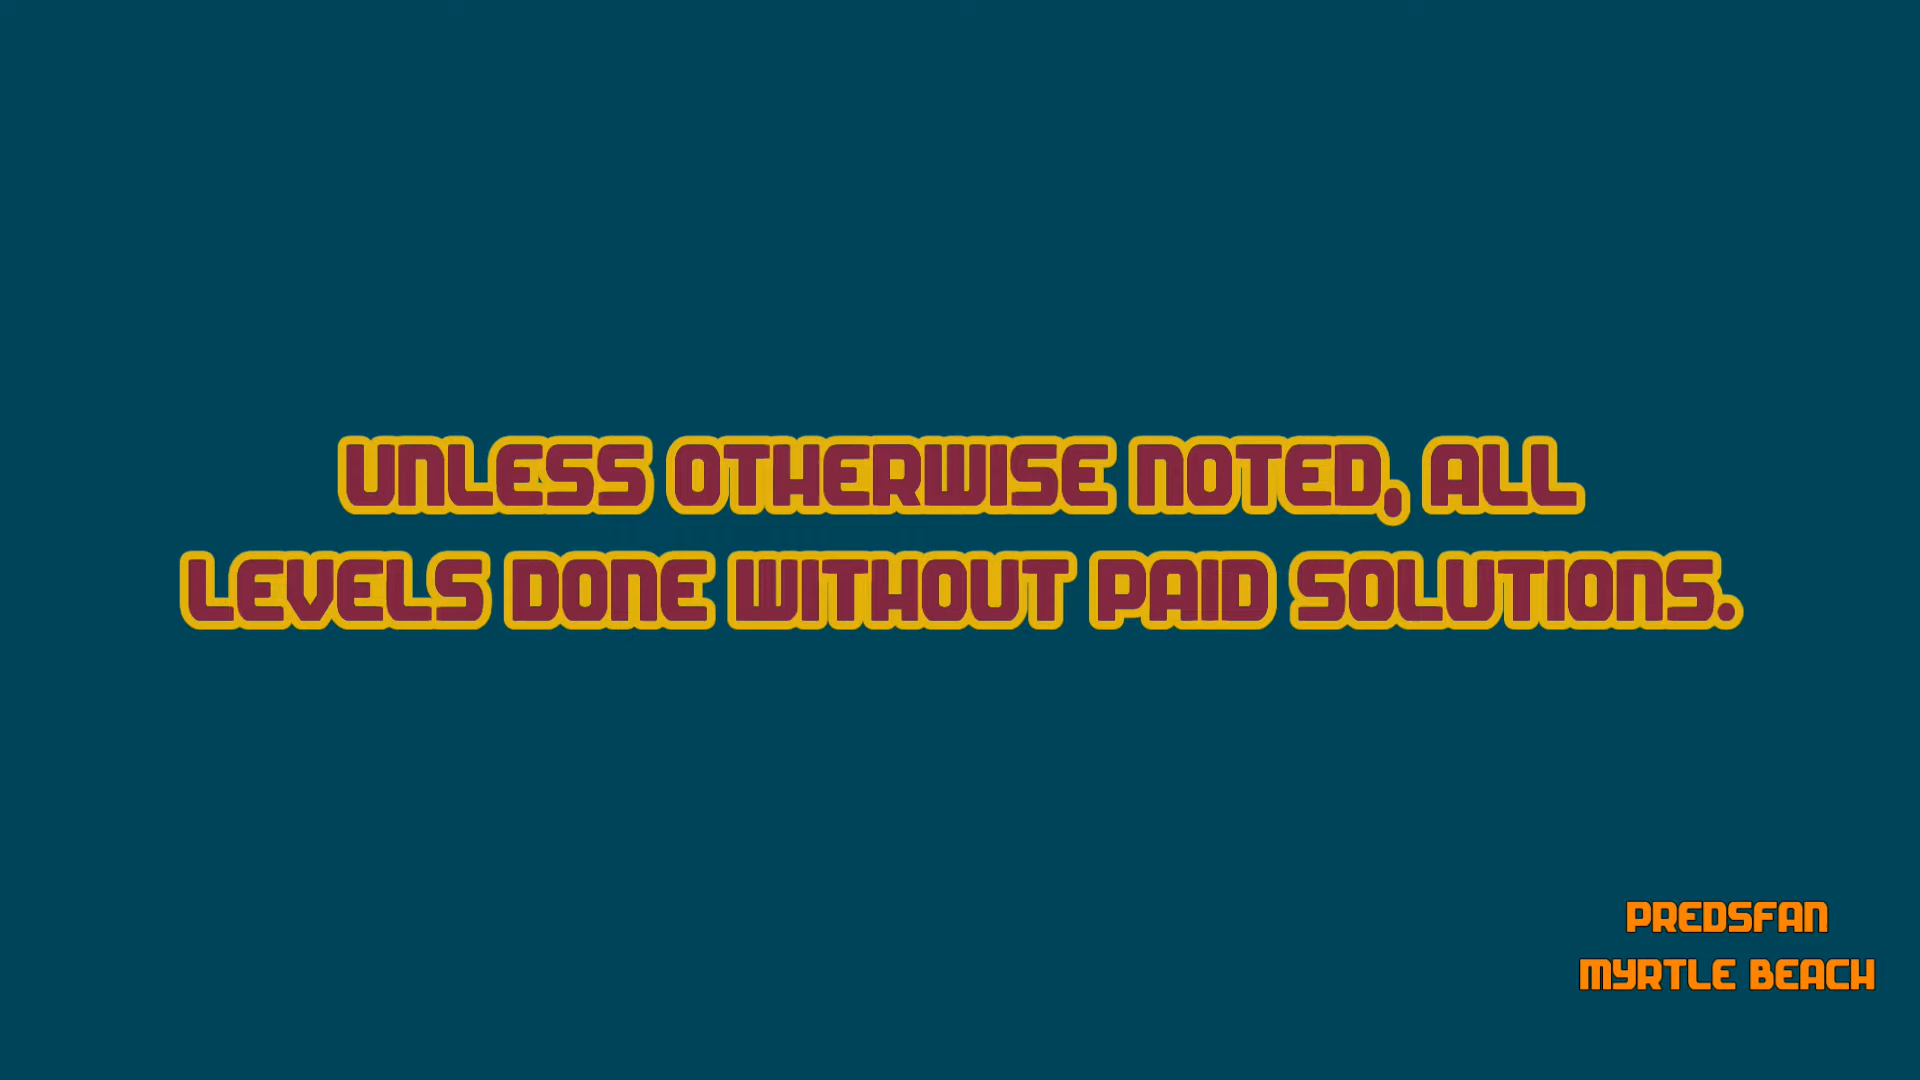 UNLESS OTHERWISE NOTED, ALL
LEVELS DONE WITHOUT PAID SOLUTIONS.
PREDSFAN
MYRTLE BEACH